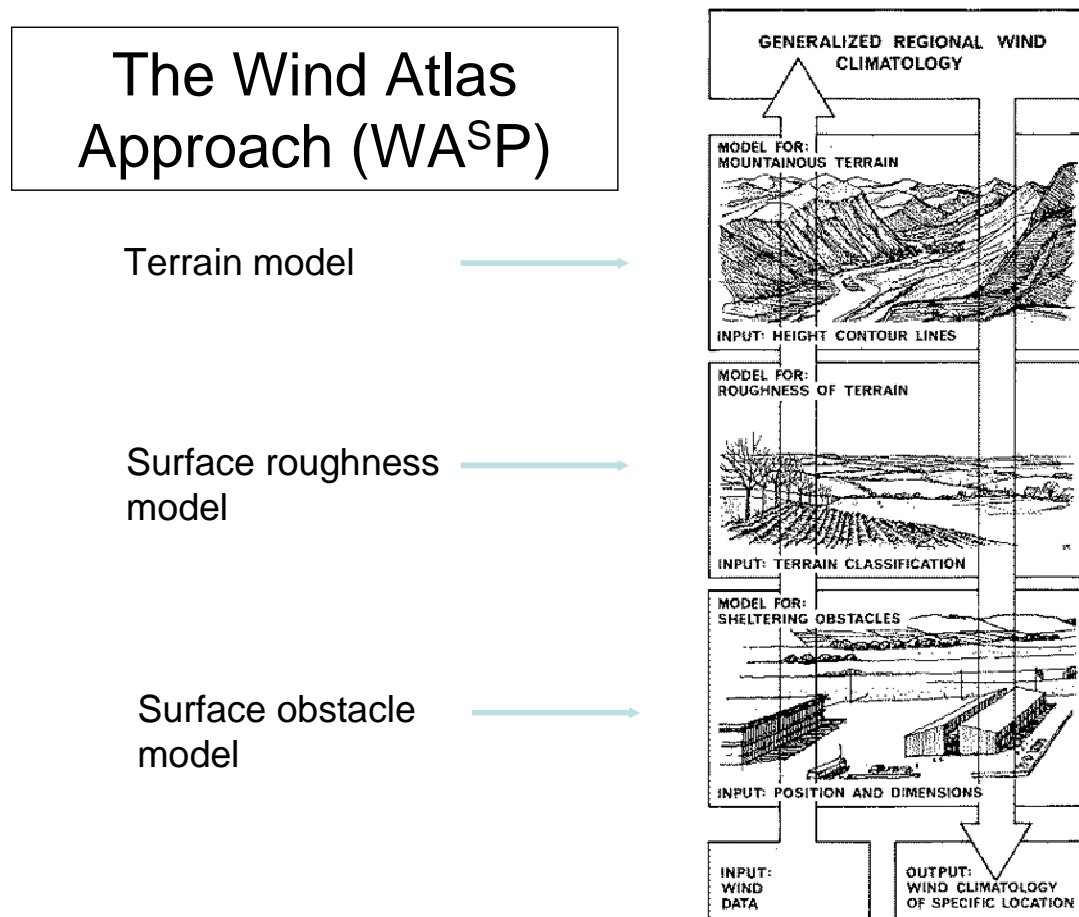 The Wind Atlas
Approach (WAˢP)
Terrain model
Surface roughness
model
Surface obstacle
model
GENERALIZED REGIONAL WIND
CLIMATOLOGY
MODEL FOR:
MOUNTAINOUS TERRAIN
INPUT: HEIGHT CONTOUR LINES
MODEL FOR:
ROUGHNESS OF TERRAIN
INPUT: TERRAIN CLASSIFICATION
MODEL FOR:
SHELTERING OBSTACLES
INPUT: POSITION AND DIMENSIONS
INPUT:
WIND
DATA
OUTPUT:
WIND CLIMATOLOGY
OF SPECIFIC LOCATION